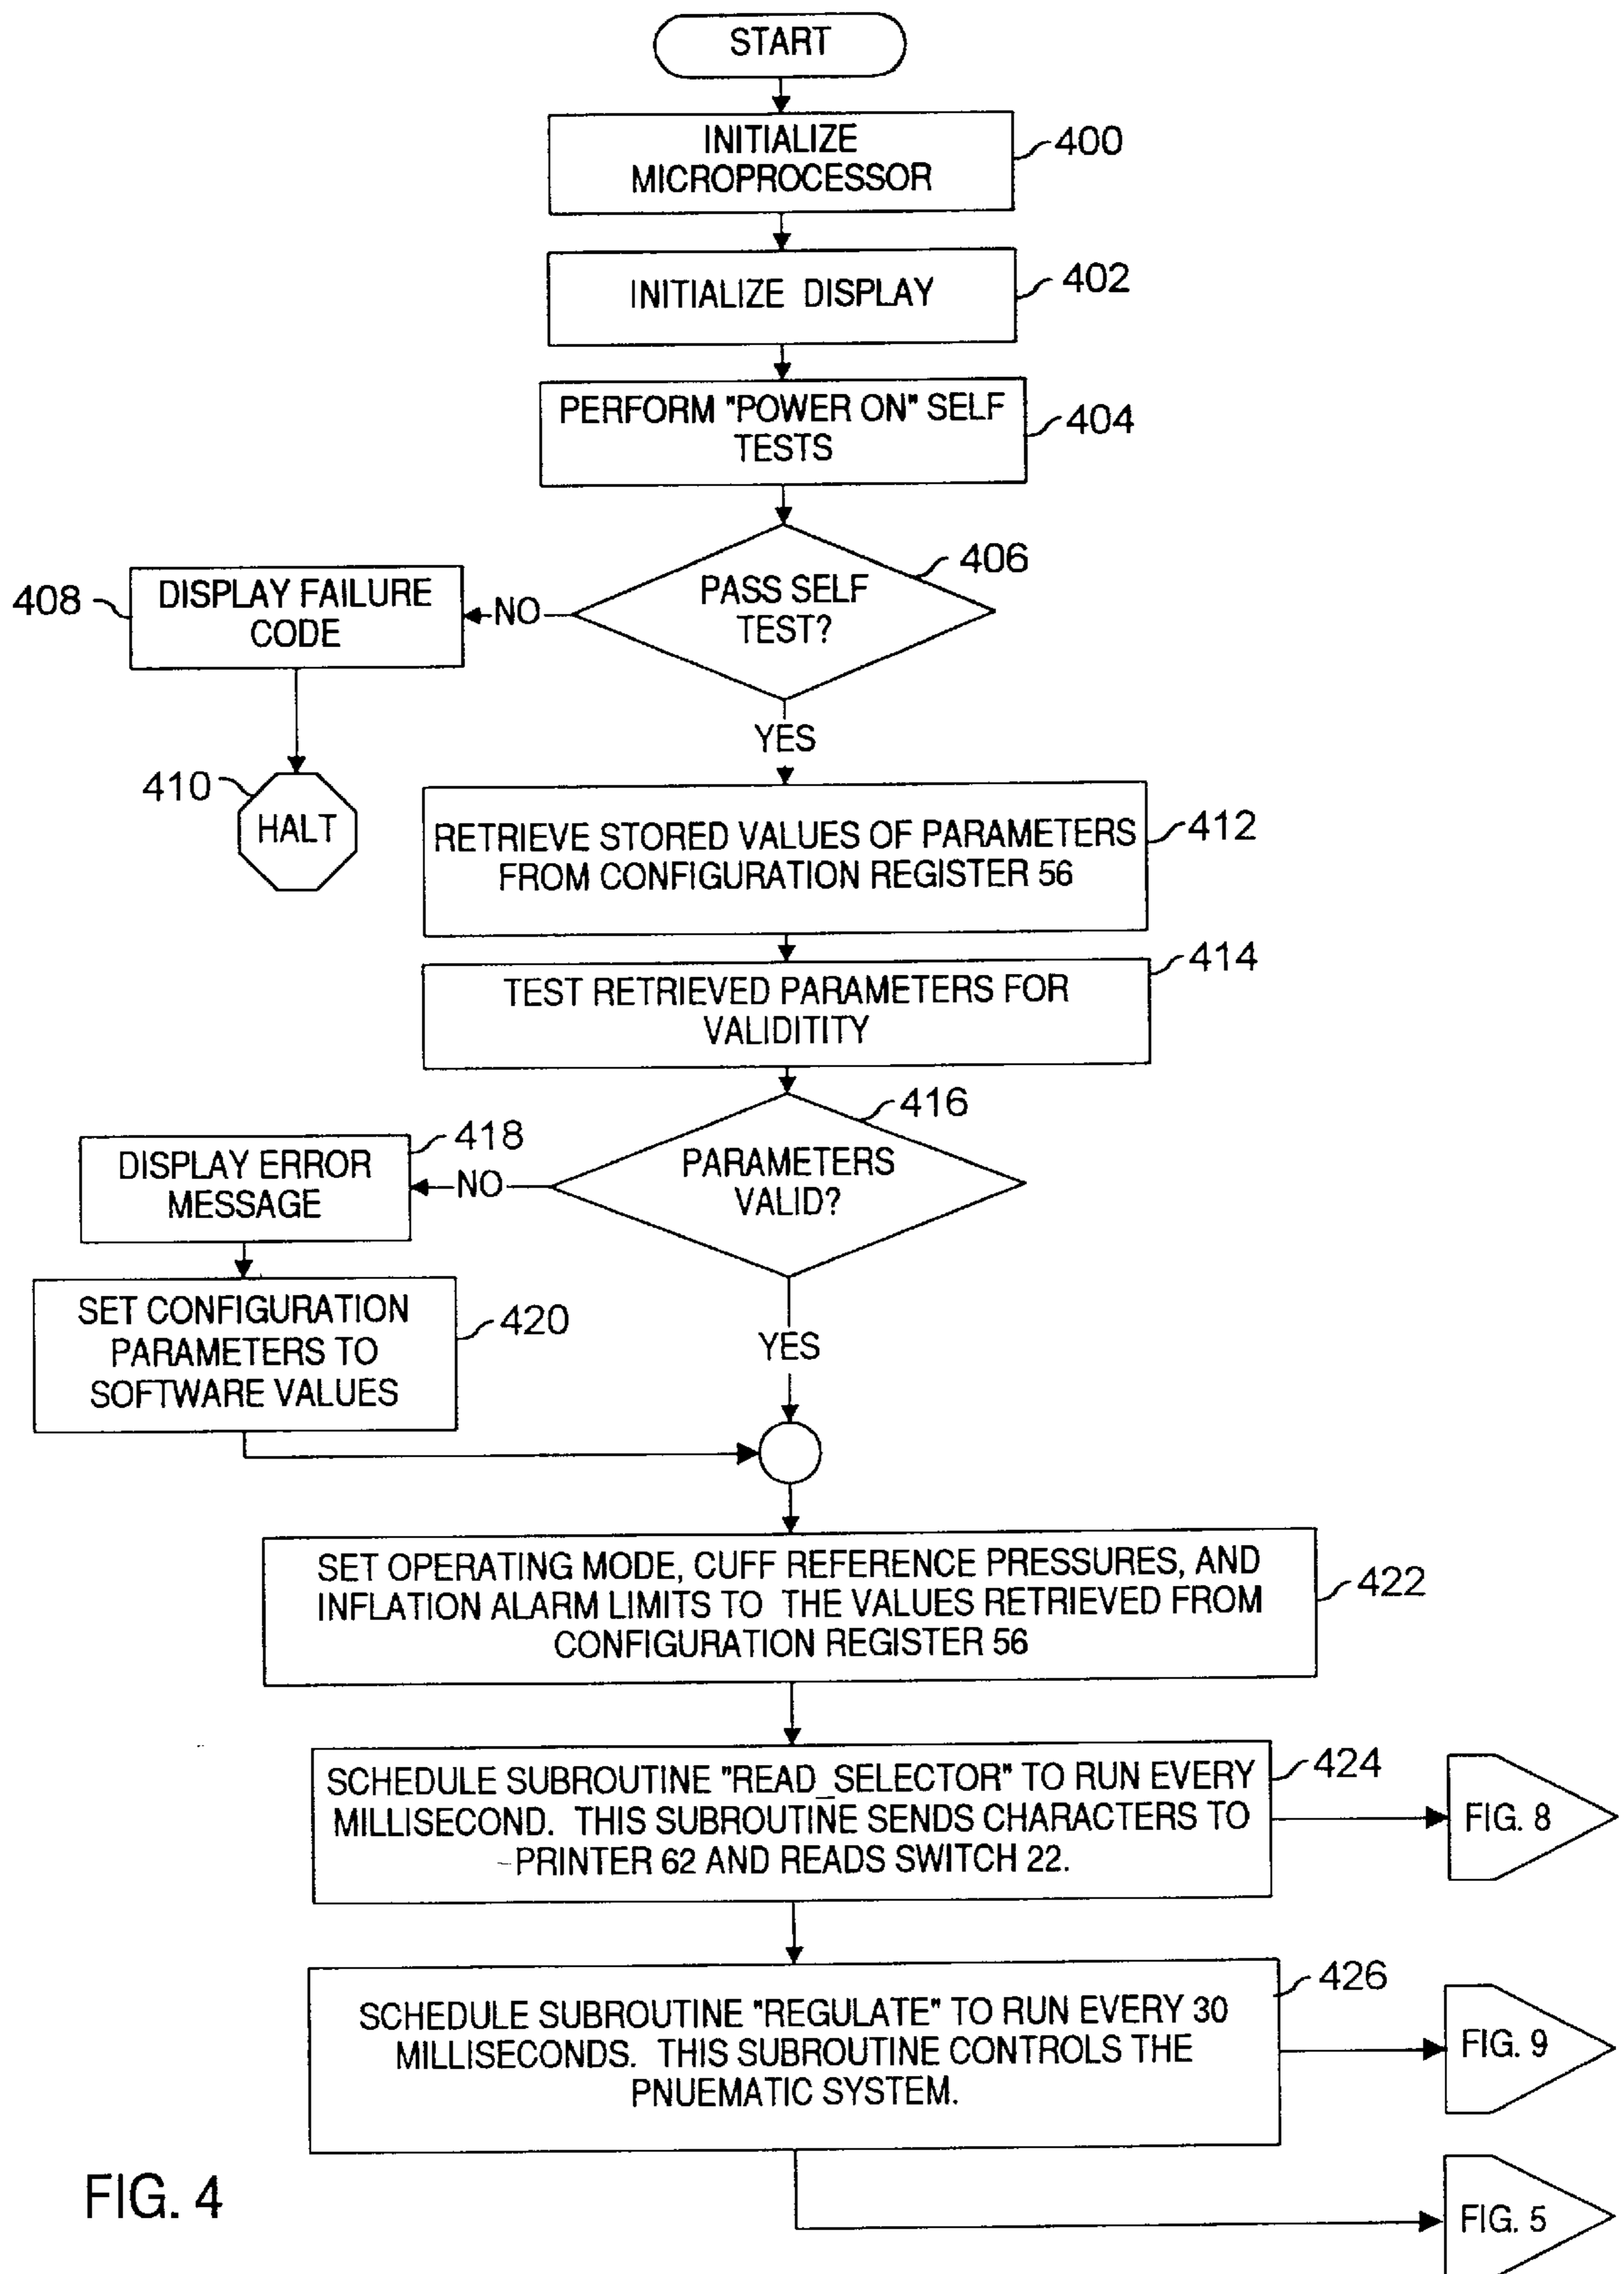 START
INITIALIZE
MICROPROCESSOR
400
INITIALIZE DISPLAY
402
PERFORM "POWER ON" SELF
TESTS
404
PASS SELF
TEST?
406
NO
DISPLAY FAILURE
CODE
408
410
HALT
YES
RETRIEVE STORED VALUES OF PARAMETERS
FROM CONFIGURATION REGISTER 56
412
TEST RETRIEVED PARAMETERS FOR
VALIDITITY
414
PARAMETERS
VALID?
416
NO
DISPLAY ERROR
MESSAGE
418
SET CONFIGURATION
PARAMETERS TO
SOFTWARE VALUES
420
YES
SET OPERATING MODE, CUFF REFERENCE PRESSURES, AND
INFLATION ALARM LIMITS TO THE VALUES RETRIEVED FROM
CONFIGURATION REGISTER 56
422
SCHEDULE SUBROUTINE "READ_SELECTOR" TO RUN EVERY
MILLISECOND. THIS SUBROUTINE SENDS CHARACTERS TO
PRINTER 62 AND READS SWITCH 22.
424
FIG. 8
SCHEDULE SUBROUTINE "REGULATE" TO RUN EVERY 30
MILLISECONDS. THIS SUBROUTINE CONTROLS THE
PNUEMATIC SYSTEM.
426
FIG. 9
FIG. 5
FIG. 4